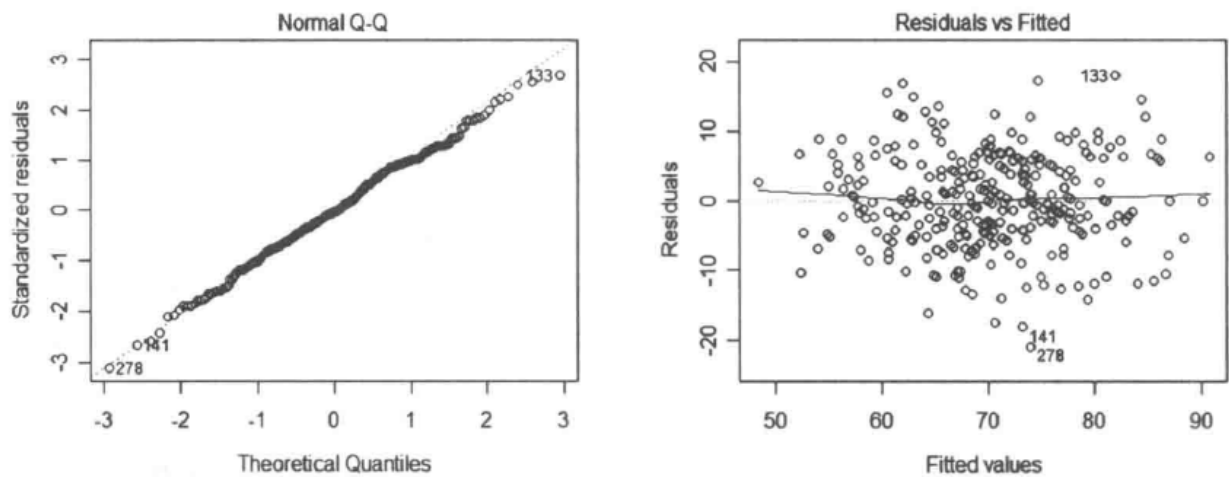 Normal Q-Q
3
2
1
0
-1
-2
-3
Standardized residuals
133
141
278
-3 -2 -1 0 1 2 3
Theoretical Quantiles
Residuals vs Fitted
20
10
0
-10
-20
Residuals
133
141
278
50 60 70 80 90
Fitted values